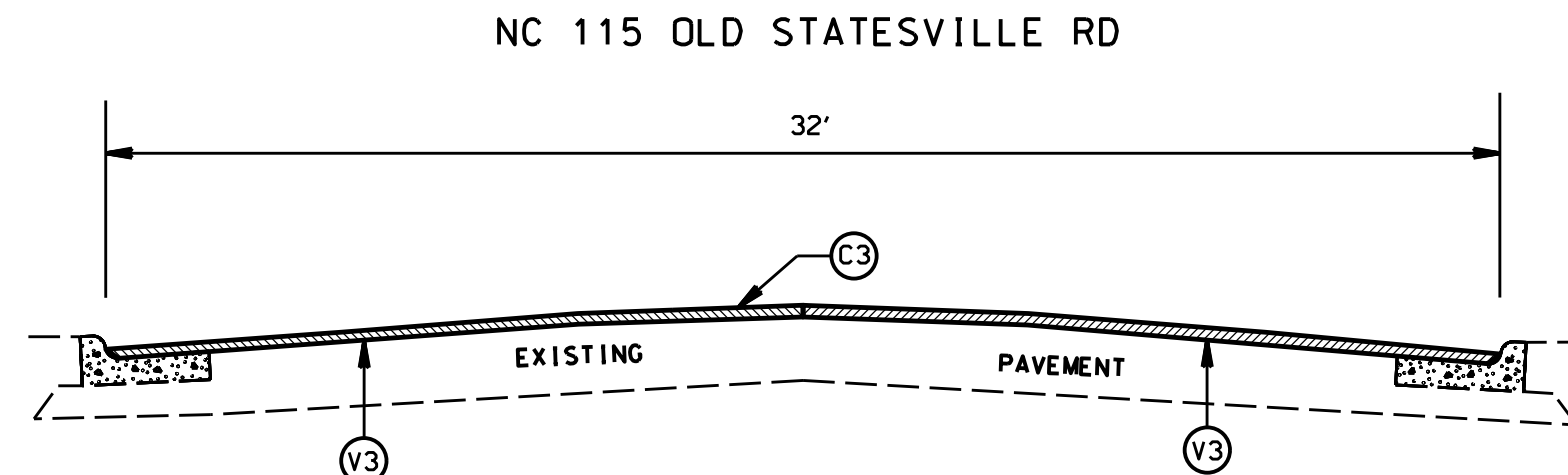 NC 115 OLD STATESVILLE RD
32'
C3
EXISTING PAVEMENT
V3 V3